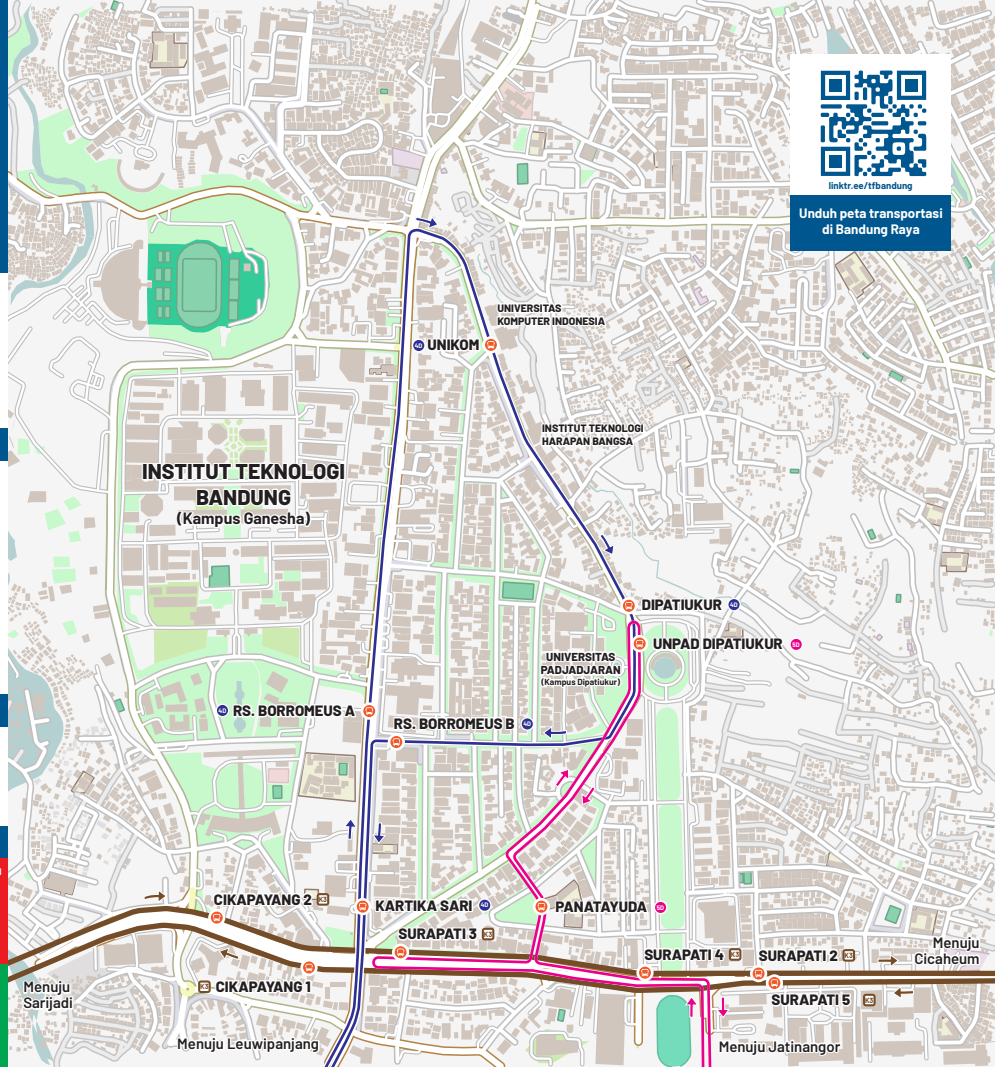 linktr.ee/tfbandung
Unduh peta transportasi
di Bandung Raya
UNIVERSITAS
KOMPUTER INDONESIA
4D UNIKOM
INSTITUT TEKNOLOGI
HARAPAN BANGSA
INSTITUT TEKNOLOGI
BANDUNG
(Kampus Ganesha)
DIPATIUKUR 4D
UNPAD DIPATIUKUR 5D
UNIVERSITAS
PADJADJARAN
(Kampus Dipatiukur)
4D RS. BORROMEUS A
RS. BORROMEUS B 4D
CIKAPAYANG 2 K3
KARTIKA SARI 4D
PANATAYUDA 5D
SURAPATI 3 K3
SURAPATI 4 K3
SURAPATI 2 K3
Menuju
Cicaheum
Menuju
Sarijadi
K3 CIKAPAYANG 1
SURAPATI 5 K3
Menuju Leuwipanjang
Menuju Jatinangor